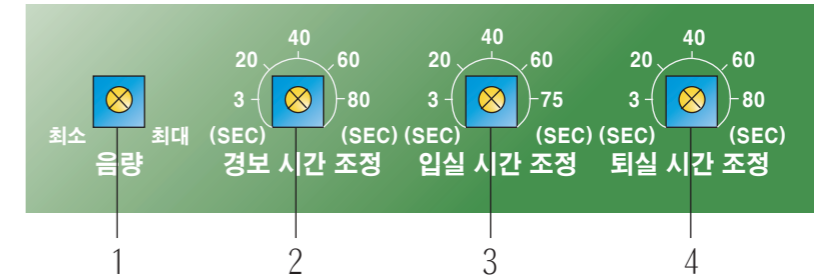 40 40 40
20 60 20 60 20 60
3 80 3 75 3 80
최소 최대 (SEC) (SEC) (SEC) (SEC) (SEC) (SEC)
음량 경보 시간 조정 입실 시간 조정 퇴실 시간 조정
1 2 3 4